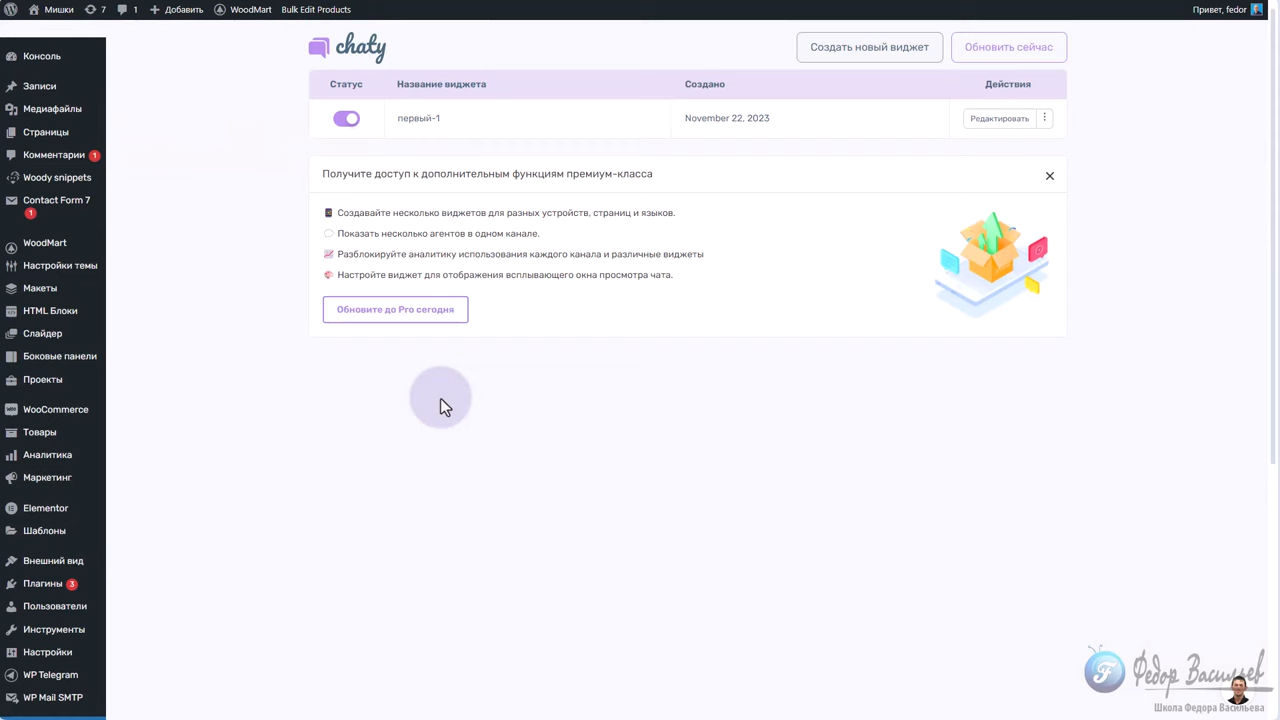 Мишки
7
1
Добавить
WoodMart
Bulk Edit Products
Привет, fedor
Консоль
Записи
Медиафайлы
Страницы
Комментарии 1
Woody snippets
Contact Form 7
1
WoodMart
Настройки темы
Макеты
HTML Блоки
Слайдер
Боковые панели
Проекты
WooCommerce
Товары
Аналитика
Маркетинг
Elementor
Шаблоны
Внешний вид
Плагины 3
Пользователи
Инструменты
Настройки
WP Telegram
WP Mail SMTP
chaty
Создать новый виджет
Обновить сейчас
Статус
Название виджета
Создано
Действия
первый-1
November 22, 2023
Редактировать
Получите доступ к дополнительным функциям премиум-класса
Создавайте несколько виджетов для разных устройств, страниц и языков.
Показать несколько агентов в одном канале.
Разблокируйте аналитику использования каждого канала и различные виджеты
Настройте виджет для отображения всплывающего окна просмотра чата.
Обновите до Pro сегодня
Федор Васильев
Школа Федора Васильева